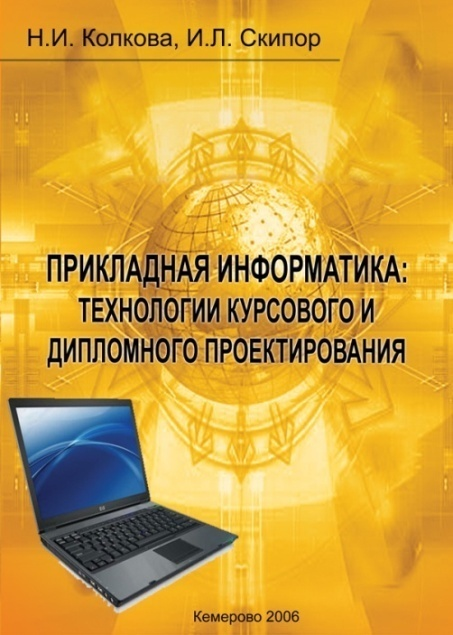 Н.И. Колкова, И.Л. Скипор
ПРИКЛАДНАЯ ИНФОРМАТИКА:
ТЕХНОЛОГИИ КУРСОВОГО И
ДИПЛОМНОГО ПРОЕКТИРОВАНИЯ
Кемерово 2006